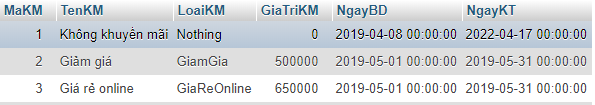 MaKM TenKM LoaiKM GiaTriKM NgayBD NgayKT
1 Không khuyến mãi Nothing 0 2019-04-08 00:00:00 2022-04-17 00:00:00
2 Giảm giá GiamGia 500000 2019-05-01 00:00:00 2019-05-31 00:00:00
3 Giá rẻ online GiaReOnline 650000 2019-05-01 00:00:00 2019-05-31 00:00:00